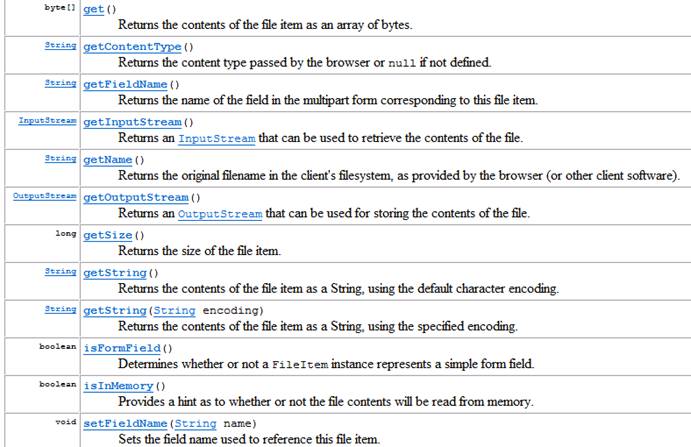 byte[] get()
Returns the contents of the file item as an array of bytes.
String getContentType()
Returns the content type passed by the browser or null if not defined.
String getFieldName()
Returns the name of the field in the multipart form corresponding to this file item.
InputStream getInputStream()
Returns an InputStream that can be used to retrieve the contents of the file.
String getName()
Returns the original filename in the client's filesystem, as provided by the browser (or other client software).
OutputStream getOutputStream()
Returns an OutputStream that can be used for storing the contents of the file.
long getSize()
Returns the size of the file item.
String getString()
Returns the contents of the file item as a String, using the default character encoding.
String getString(String encoding)
Returns the contents of the file item as a String, using the specified encoding.
boolean isFormField()
Determines whether or not a FileItem instance represents a simple form field.
boolean isInMemory()
Provides a hint as to whether or not the file contents will be read from memory.
void setFieldName(String name)
Sets the field name used to reference this file item.